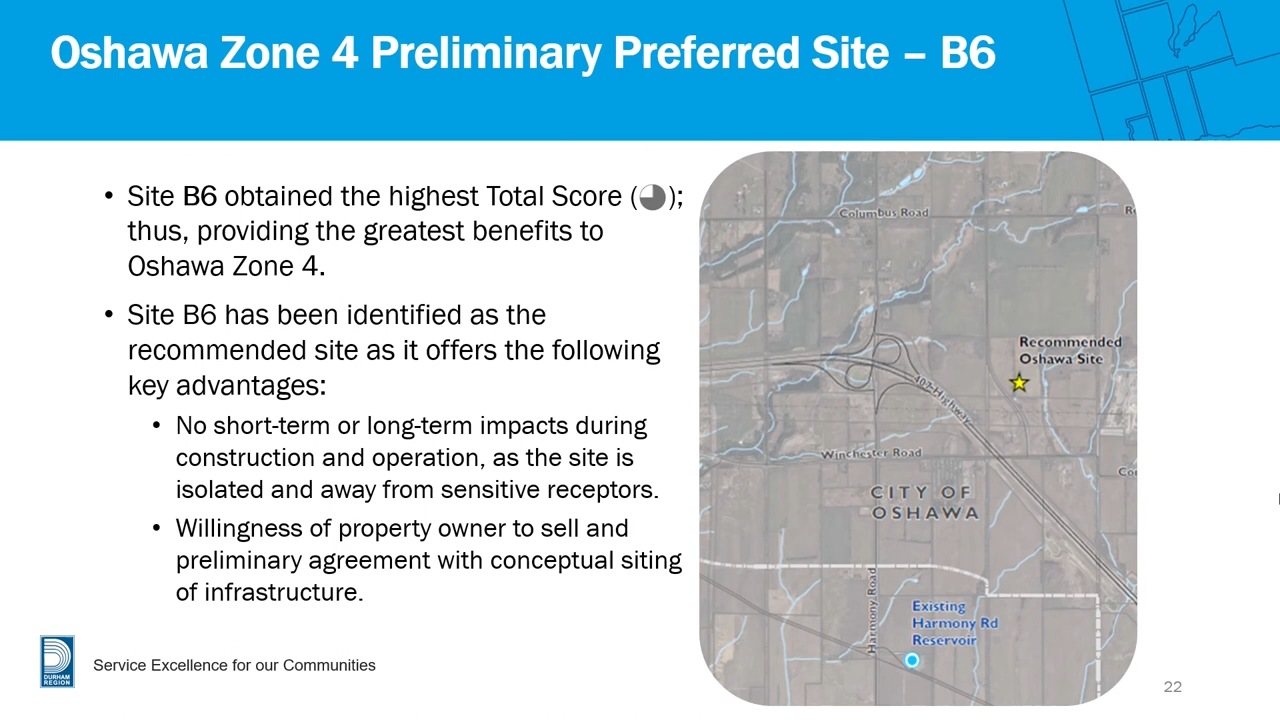 Oshawa Zone 4 Preliminary Preferred Site – B6
• Site B6 obtained the highest Total Score ( );
thus, providing the greatest benefits to
Oshawa Zone 4.
• Site B6 has been identified as the
recommended site as it offers the following
key advantages:
• No short-term or long-term impacts during
construction and operation, as the site is
isolated and away from sensitive receptors.
• Willingness of property owner to sell and
preliminary agreement with conceptual siting
of infrastructure.
Columbus Road
Recommended
Oshawa Site
407 Highway
Winchester Road
CITY OF
OSHAWA
Harmony Road
Existing
Harmony Rd
Reservoir
DURHAM
REGION
Service Excellence for our Communities
22